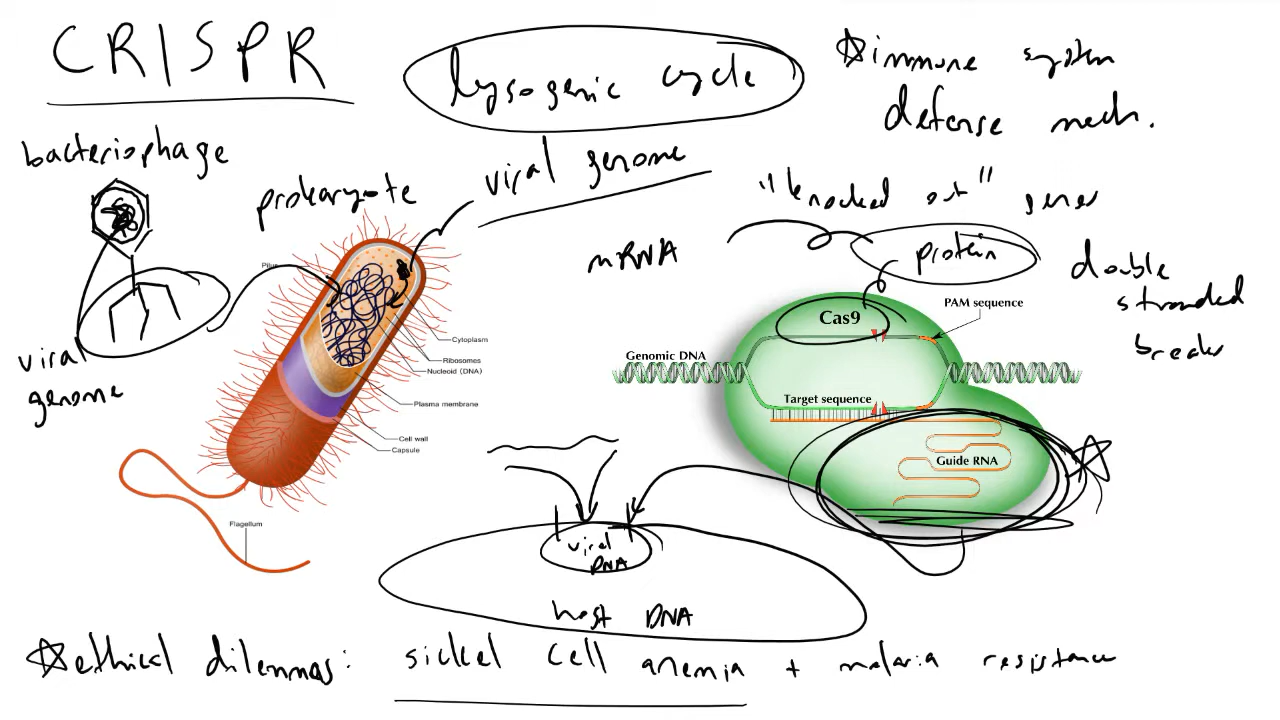 CRISPR
lysogenic cycle
☆ immune system
defense mech.
bacteriophage
viral genome
prokaryote
"knocked out" genes
mRNA
protein
double
stranded
breaks
Pilus
Cas9
PAM sequence
Cytoplasm
Ribosomes
Nucleoid (DNA)
Genomic DNA
viral
genome
Target sequence
Plasma membrane
Cell wall
Capsule
Guide RNA
Flagellum
viral
DNA
host DNA
☆ ethical dilemmas: sickel cell anemia + malaria resistance